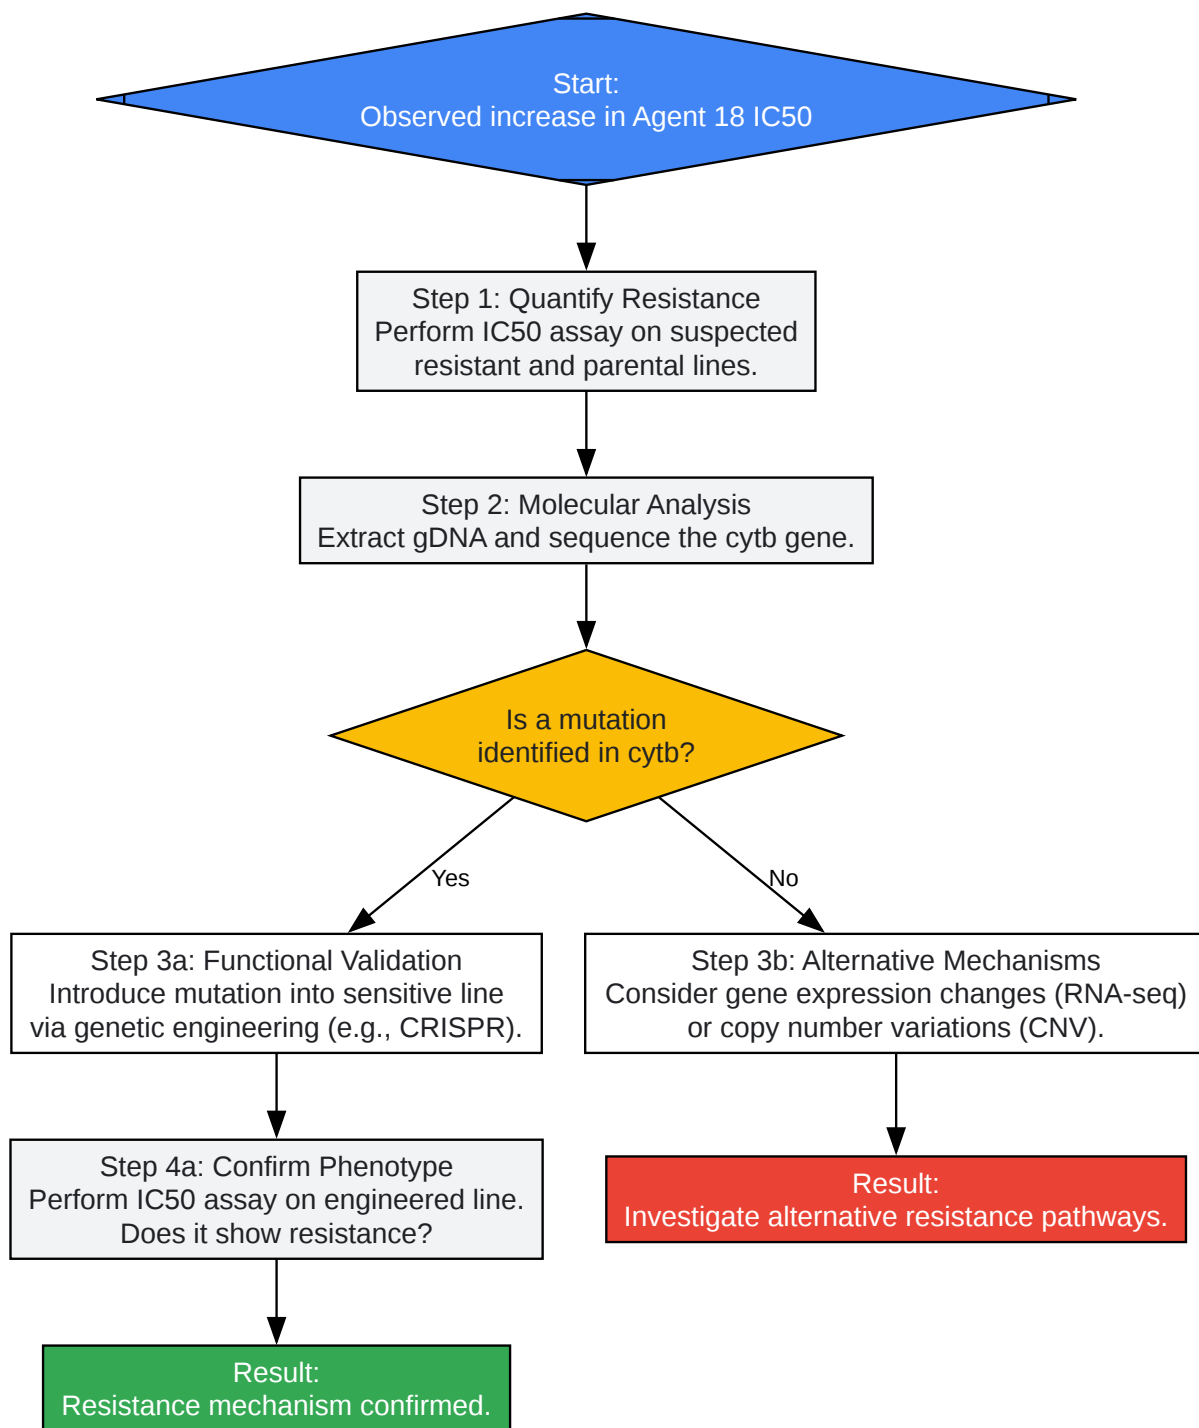 Start:
Observed increase in Agent 18 IC50
Step 1: Quantify Resistance
Perform IC50 assay on suspected
resistant and parental lines.
Step 2: Molecular Analysis
Extract gDNA and sequence the cytb gene.
Is a mutation
identified in cytb?
Yes
No
Step 3a: Functional Validation
Introduce mutation into sensitive line
via genetic engineering (e.g., CRISPR).
Step 3b: Alternative Mechanisms
Consider gene expression changes (RNA-seq)
or copy number variations (CNV).
Step 4a: Confirm Phenotype
Perform IC50 assay on engineered line.
Does it show resistance?
Result:
Investigate alternative resistance pathways.
Result:
Resistance mechanism confirmed.